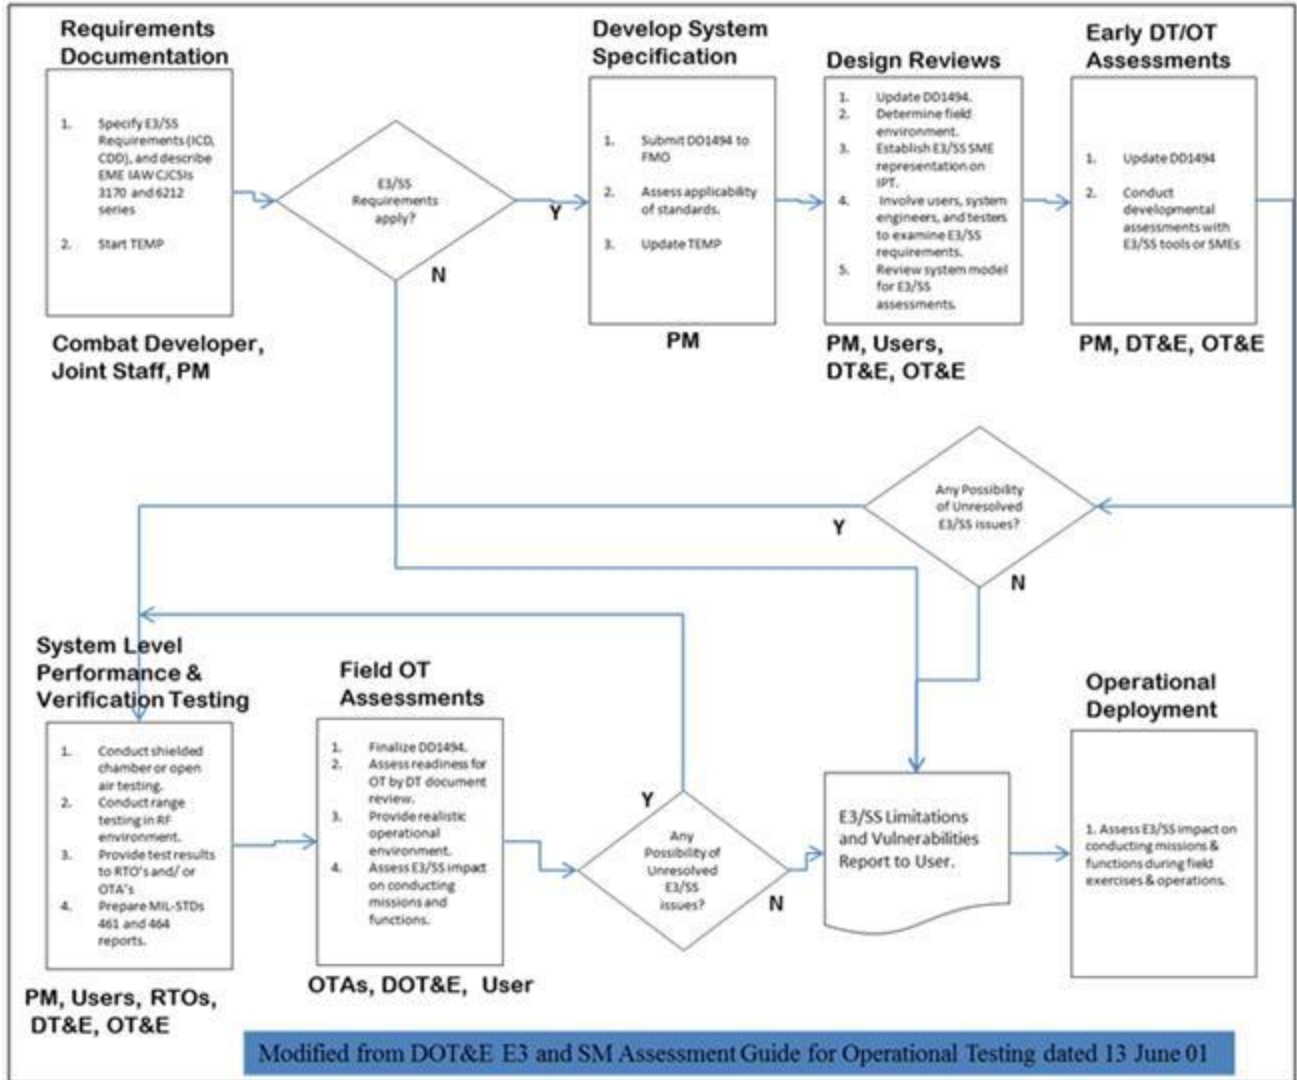 Requirements
Documentation
1. Specify E3/SS
Requirements (ICD,
CDD), and describe
EME IAW CJCSIs
3170 and 6212
series
2. Start TEMP
Combat Developer,
Joint Staff, PM
E3/SS
Requirements
apply?
Y
N
Develop System
Specification
1. Submit DD1494 to
FMO
2. Assess applicability
of standards.
3. Update TEMP
PM
Design Reviews
1. Update DD1494.
2. Determine field
environment.
3. Establish E3/SS SME
representation on
IPT.
4. Involve users, system
engineers, and testers
to examine E3/SS
requirements.
5. Review system model
for E3/SS
assessments.
PM, Users,
DT&E, OT&E
Early DT/OT
Assessments
1. Update DD1494
2. Conduct
developmental
assessments with
E3/SS tools or SMEs
PM, DT&E, OT&E
Any Possibility
of Unresolved
E3/SS issues?
Y
N
System Level
Performance &
Verification Testing
1. Conduct shielded
chamber or open
air testing.
2. Conduct range
testing in RF
environment.
3. Provide test results
to RTO's and/ or
OTA's
4. Prepare MIL-STDs
461 and 464
reports.
PM, Users, RTOs,
DT&E, OT&E
Field OT
Assessments
1. Finalize DD1494.
2. Assess readiness for
OT by DT document
review.
3. Provide realistic
operational
environment.
4. Assess E3/SS impact
on conducting
missions and
functions.
OTAs, DOT&E, User
Y
Any
Possibility of
Unresolved
E3/SS
issues?
N
E3/SS Limitations
and Vulnerabilities
Report to User.
Operational
Deployment
1. Assess E3/SS impact on
conducting missions &
functions during field
exercises & operations.
Modified from DOT&E E3 and SM Assessment Guide for Operational Testing dated 13 June 01